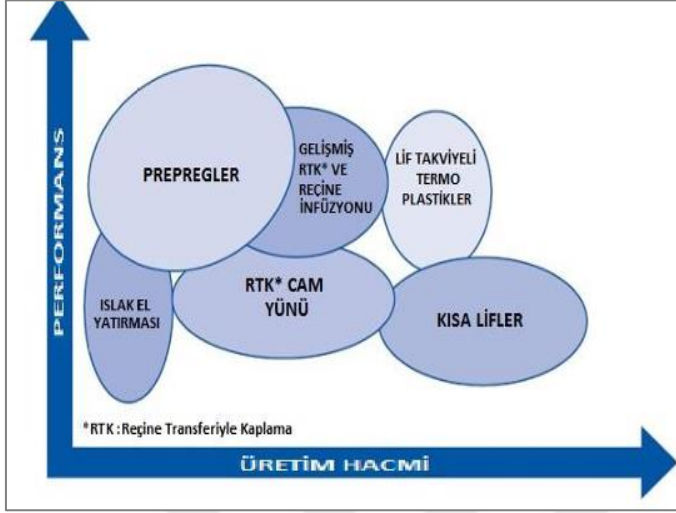 PERFORMANS
PREPREGLER
GELİŞMİŞ
RTK* VE
REÇİNE
İNFÜZYONU
LİF TAKVİYELİ
TERMO
PLASTİKLER
ISLAK EL
YATIRMASI
RTK* CAM
YÜNÜ
KISA LİFLER
*RTK :Reçine Transferiyle Kaplama
ÜRETİM HACMİ